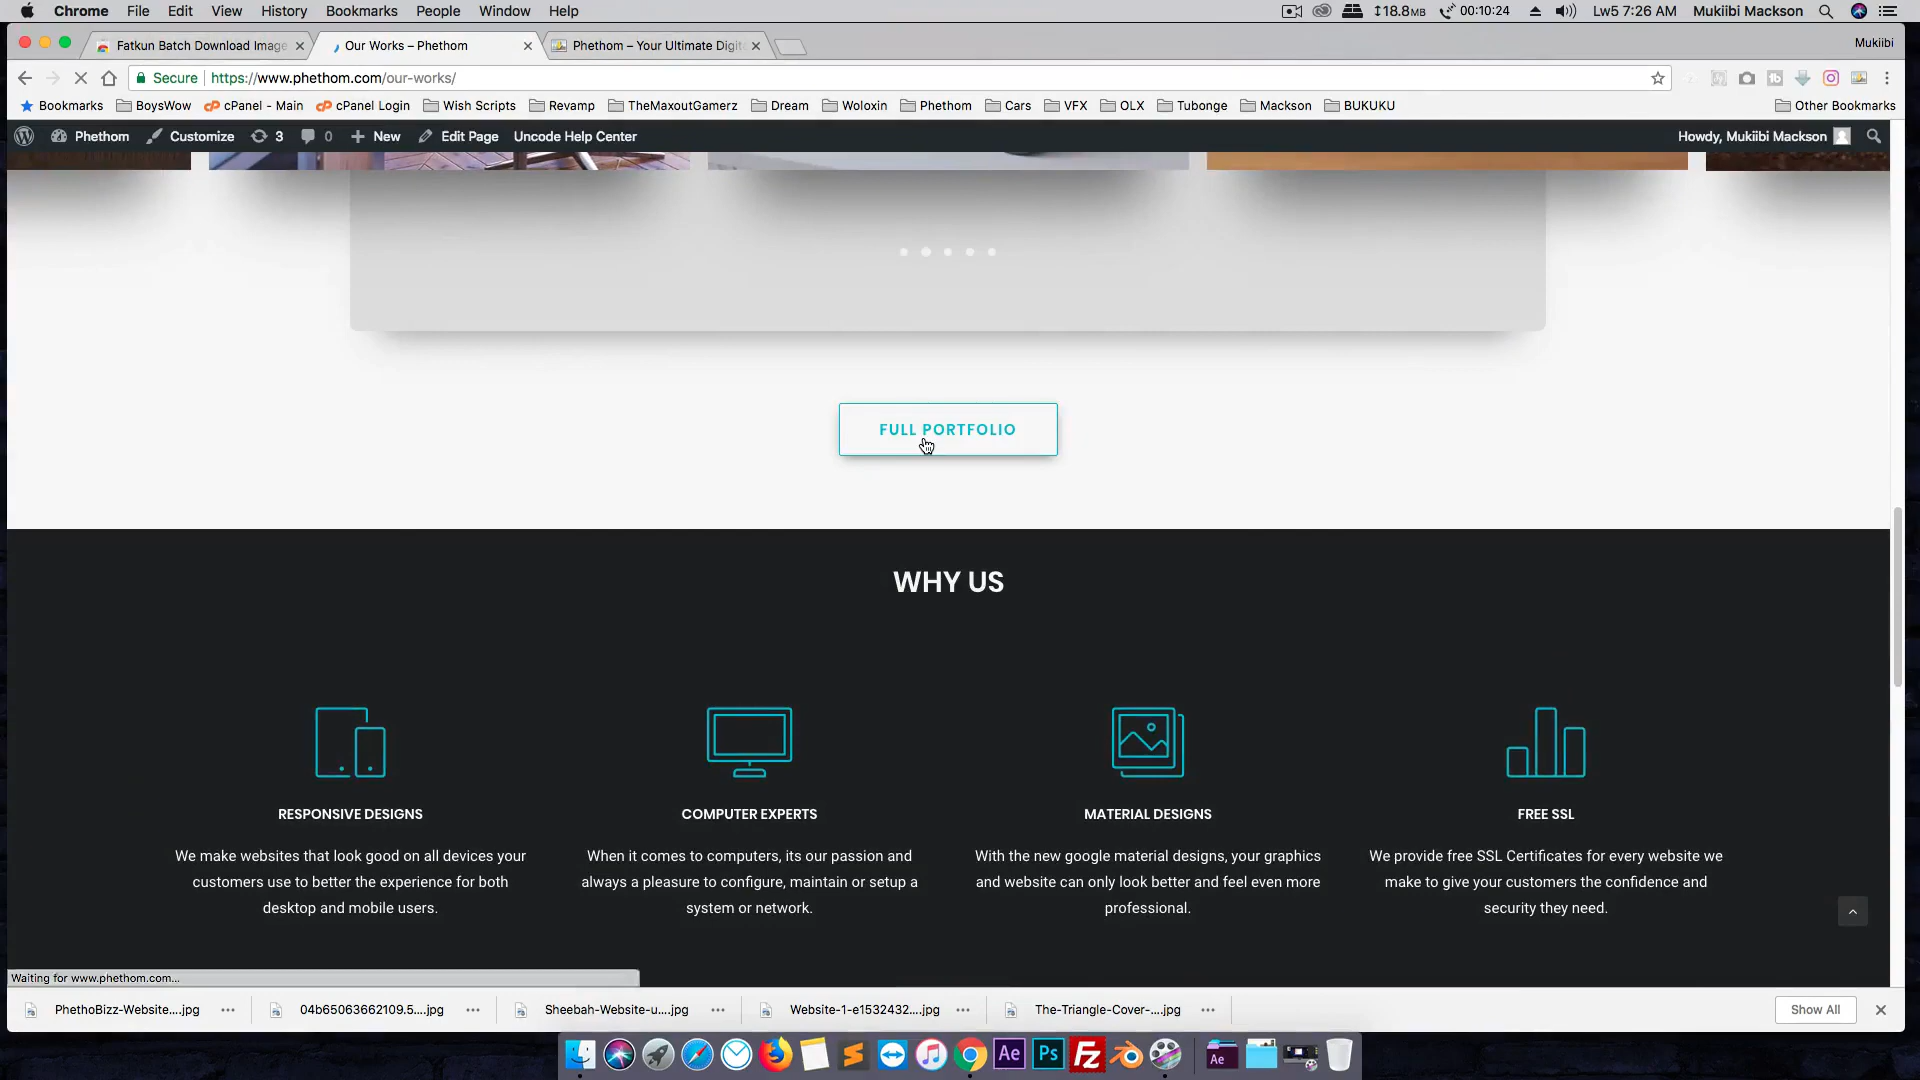 Chrome File Edit View History Bookmarks People Window Help 18.8MB 00:10:24 Lw5 7:26 AM Mukiibi Mackson
Fatkun Batch Download Image Our Works – Phethom Phethom – Your Ultimate Digit Mukiibi
Secure https://www.phethom.com/our-works/
Bookmarks BoysWow cPanel - Main cPanel Login Wish Scripts Revamp TheMaxoutGamerz Dream Woloxin Phethom Cars VFX OLX Tubonge Mackson BUKUKU Other Bookmarks
Phethom Customize 3 0 New Edit Page Uncode Help Center Howdy, Mukiibi Mackson
FULL PORTFOLIO
WHY US
RESPONSIVE DESIGNS
We make websites that look good on all devices your
customers use to better the experience for both
desktop and mobile users.
COMPUTER EXPERTS
When it comes to computers, its our passion and
always a pleasure to configure, maintain or setup a
system or network.
MATERIAL DESIGNS
With the new google material designs, your graphics
and website can only look better and feel even more
professional.
FREE SSL
We provide free SSL Certificates for every website we
make to give your customers the confidence and
security they need.
Waiting for www.phethom.com...
PhethoBizz-Website....jpg 04b65063662109.5....jpg Sheebah-Website-u....jpg Website-1-e1532432....jpg The-Triangle-Cover-....jpg Show All
Ae Ps Fz Ae